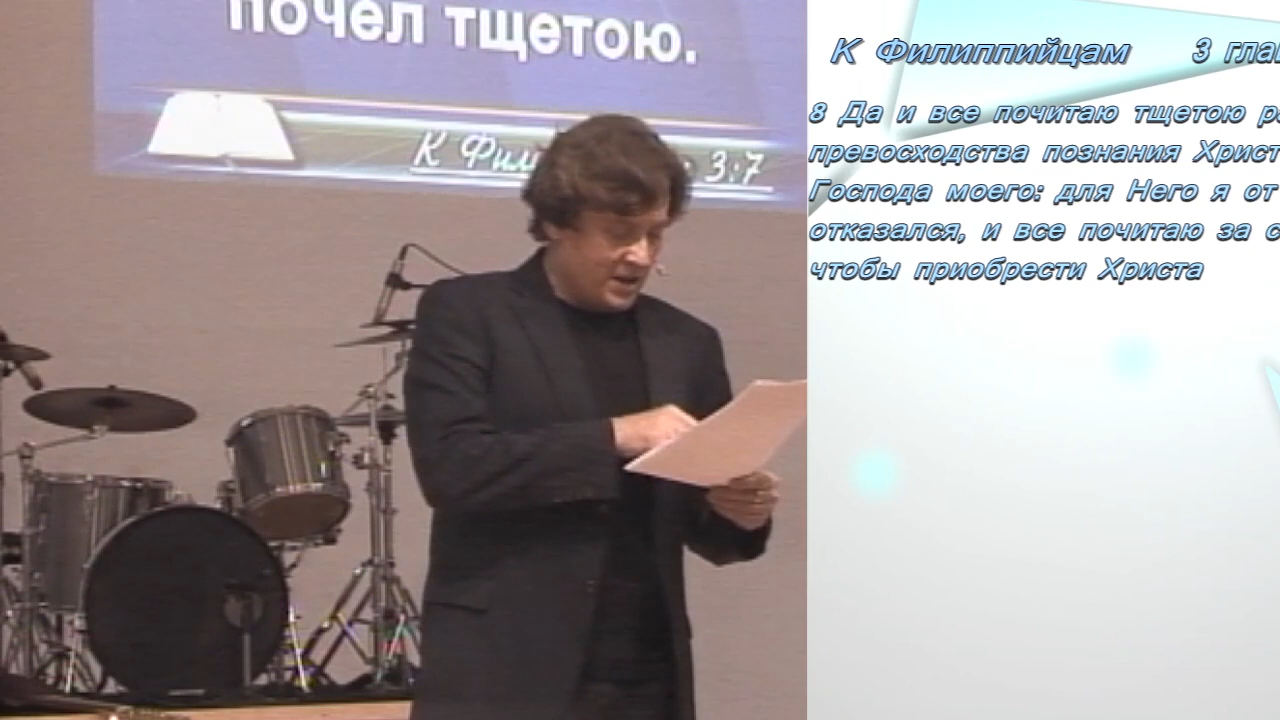 почел тщетою.
К Фил 3:7
К Филиппийцам 3 гла
8 Да и все почитаю тщетою р
превосходства познания Христ
Господа моего: для Него я от
отказался, и все почитаю за с
чтобы приобрести Христа